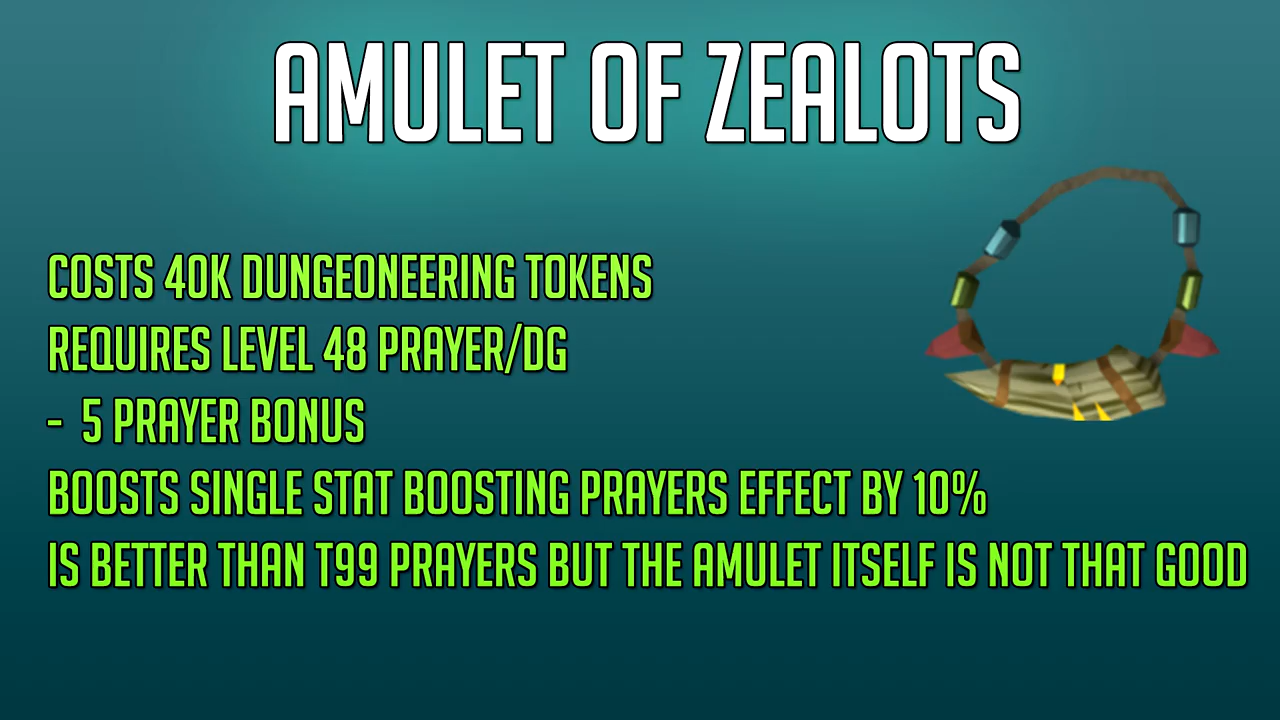 AMULET OF ZEALOTS
COSTS 40K DUNGEONEERING TOKENS
REQUIRES LEVEL 48 PRAYER/DG
- 5 PRAYER BONUS
BOOSTS SINGLE STAT BOOSTING PRAYERS EFFECT BY 10%
IS BETTER THAN T99 PRAYERS BUT THE AMULET ITSELF IS NOT THAT GOOD